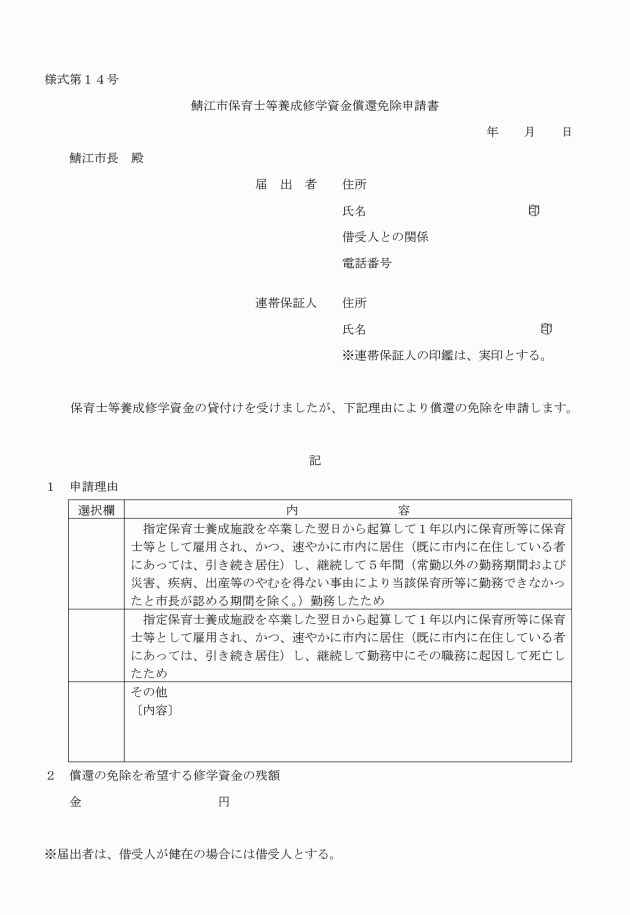 様式第１４号
鯖江市保育士等養成修学資金償還免除申請書
年　　月　　日
鯖江市長　殿
届　出　者　　住所
氏名　　　　　　　　　　　　　㊞
借受人との関係
電話番号
連帯保証人　　住所
氏名　　　　　　　　　　　　　　㊞
※連帯保証人の印鑑は、実印とする。
保育士等養成修学資金の貸付けを受けましたが、下記理由により償還の免除を申請します。
記
１　申請理由
選択欄　　内　　　　　　　　容
指定保育士養成施設を卒業した翌日から起算して１年以内に保育所等に保育
士等として雇用され、かつ、速やかに市内に居住（既に市内に在住している者
にあっては、引き続き居住）し、継続して５年間（常勤以外の勤務期間および
災害、疾病、出産等のやむを得ない事由により当該保育所等に勤務できなかっ
たと市長が認める期間を除く。）勤務したため
指定保育士養成施設を卒業した翌日から起算して１年以内に保育所等に保育
士等として雇用され、かつ、速やかに市内に居住（既に市内に在住している者
にあっては、引き続き居住）し、継続して勤務中にその職務に起因して死亡し
たため
その他
〔内容〕
２　償還の免除を希望する修学資金の残額
金　　　　　　　　　　　円
※届出者は、借受人が健在の場合には借受人とする。